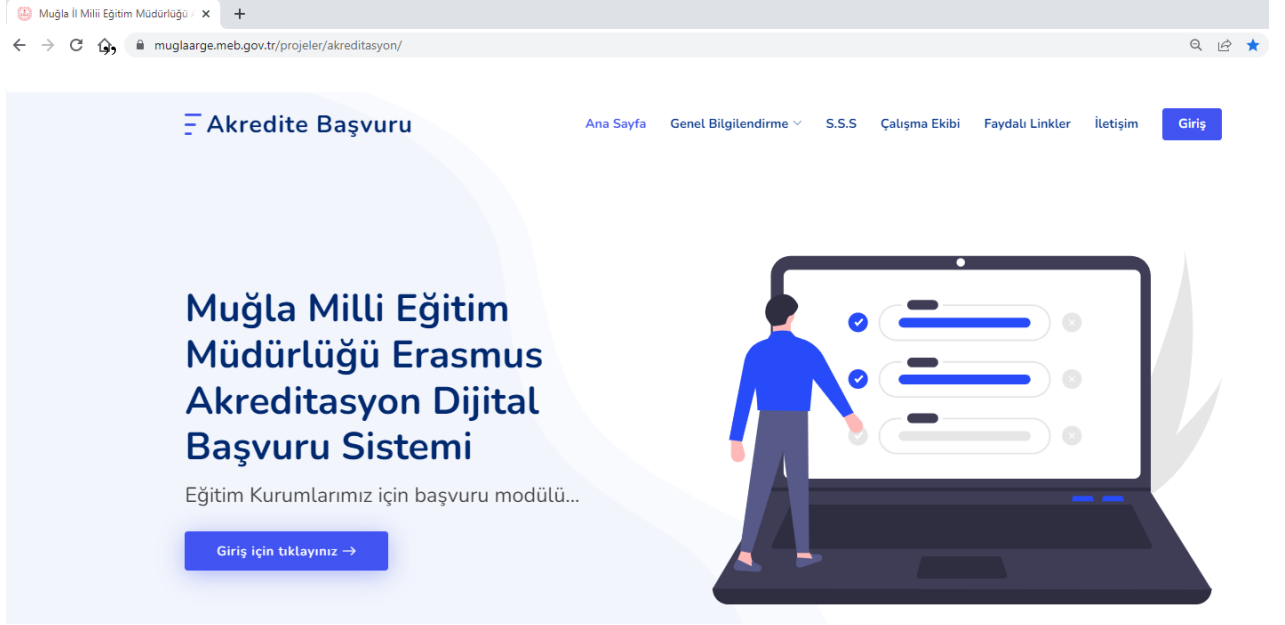 Muğla İl Milli Eğitim Müdürlüğü /
muglaarge.meb.gov.tr/projeler/akreditasyon/
Akredite Başvuru
Ana Sayfa Genel Bilgilendirme S.S.S Çalışma Ekibi Faydalı Linkler İletişim Giriş
Muğla Milli Eğitim
Müdürlüğü Erasmus
Akreditasyon Dijital
Başvuru Sistemi
Eğitim Kurumlarımız için başvuru modülü...
Giriş için tıklayınız →